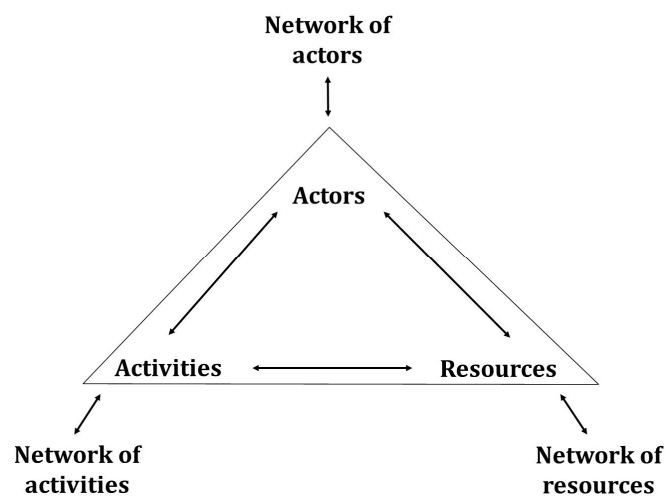 Network of
actors
Actors
Activities
Resources
Network of
activities
Network of
resources